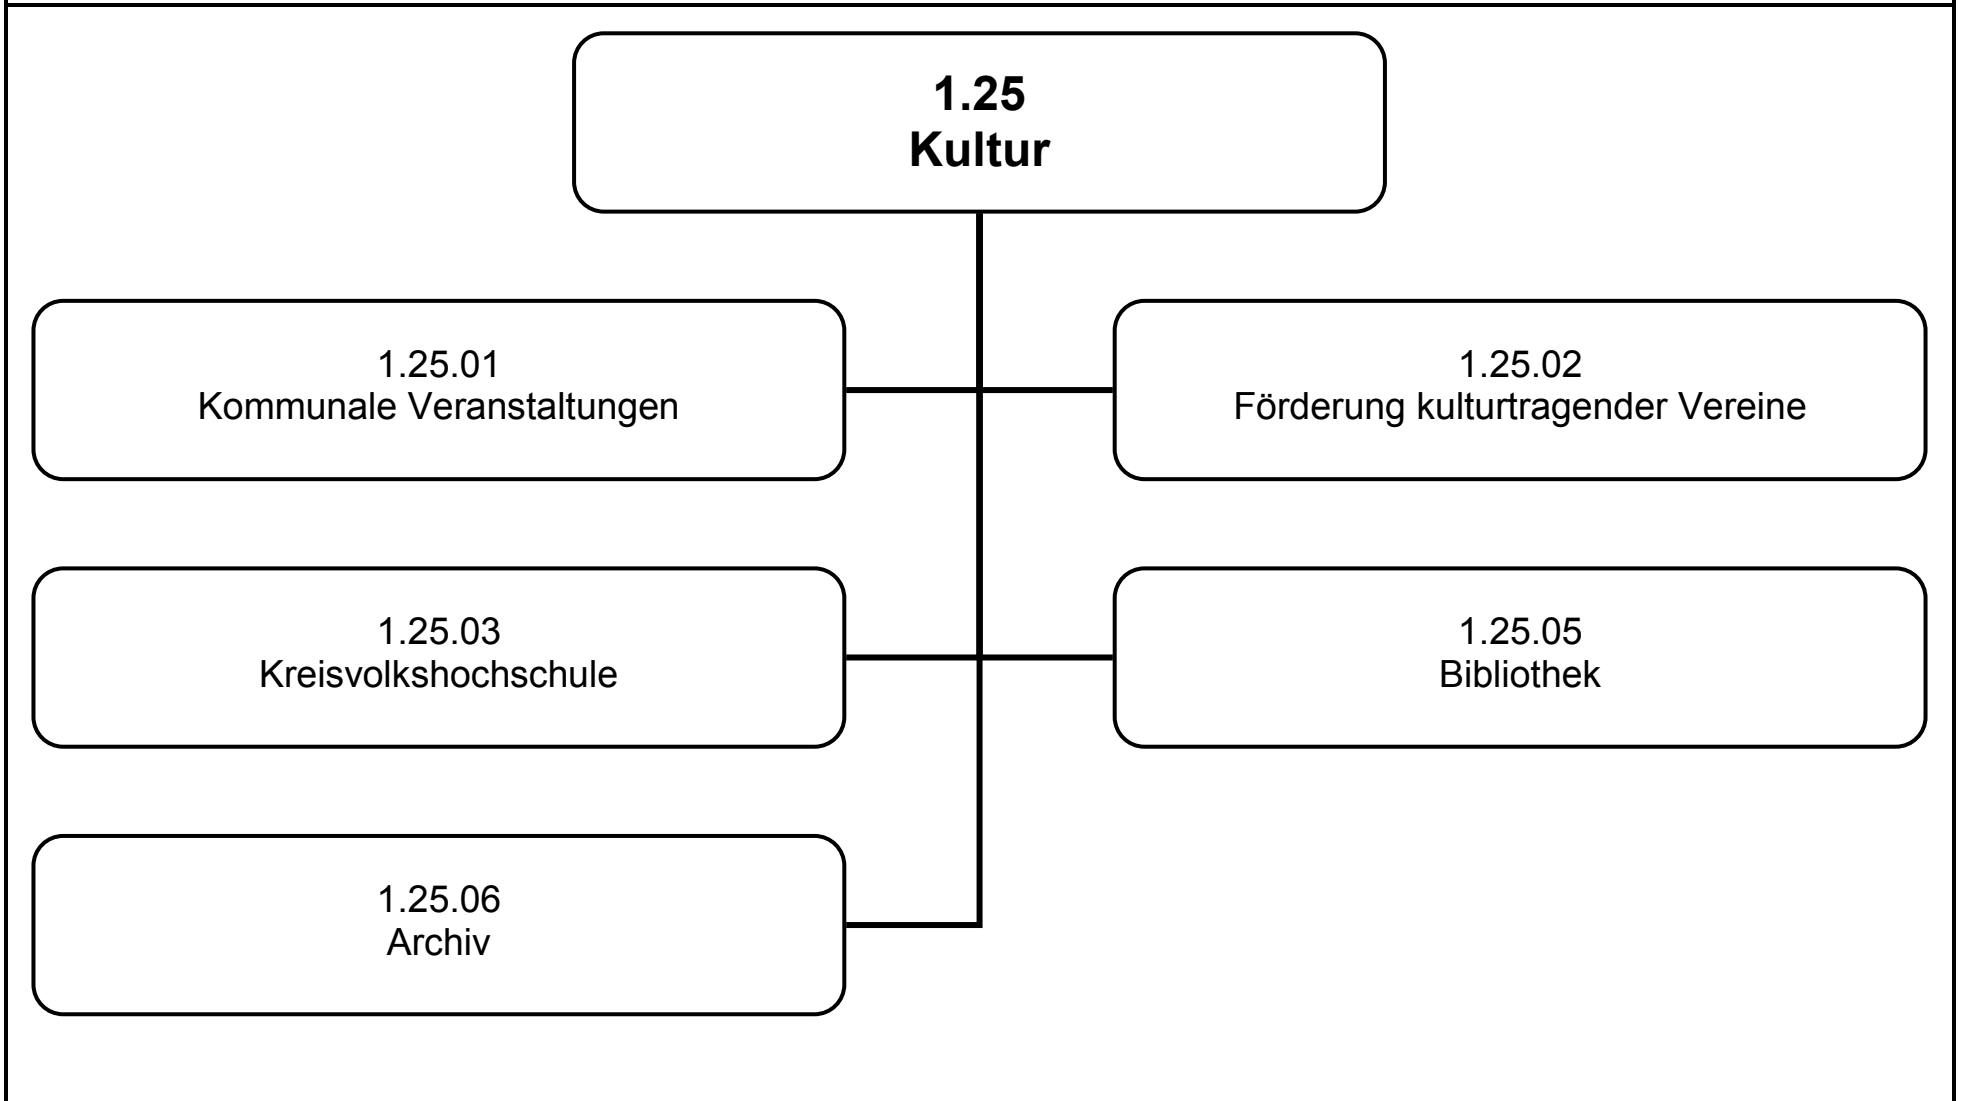 1.25
Kultur
1.25.01
Kommunale Veranstaltungen
1.25.02
Förderung kulturtragender Vereine
1.25.03
Kreisvolkshochschule
1.25.05
Bibliothek
1.25.06
Archiv